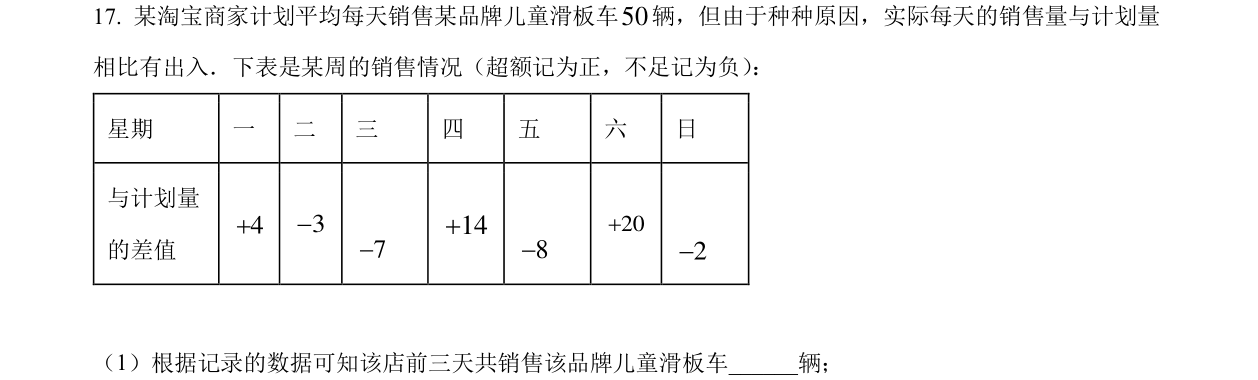 17. 某淘宝商家计划平均每天销售某品牌儿童滑板车50辆，但由于种种原因，实际每天的销售量与计划量
相比有出入．下表是某周的销售情况（超额记为正，不足记为负）：
星期 一 二 三 四 五 六 日
与计划量
的差值 +4 −3 −7 +14 −8 +20 −2
（1）根据记录的数据可知该店前三天共销售该品牌儿童滑板车______辆；